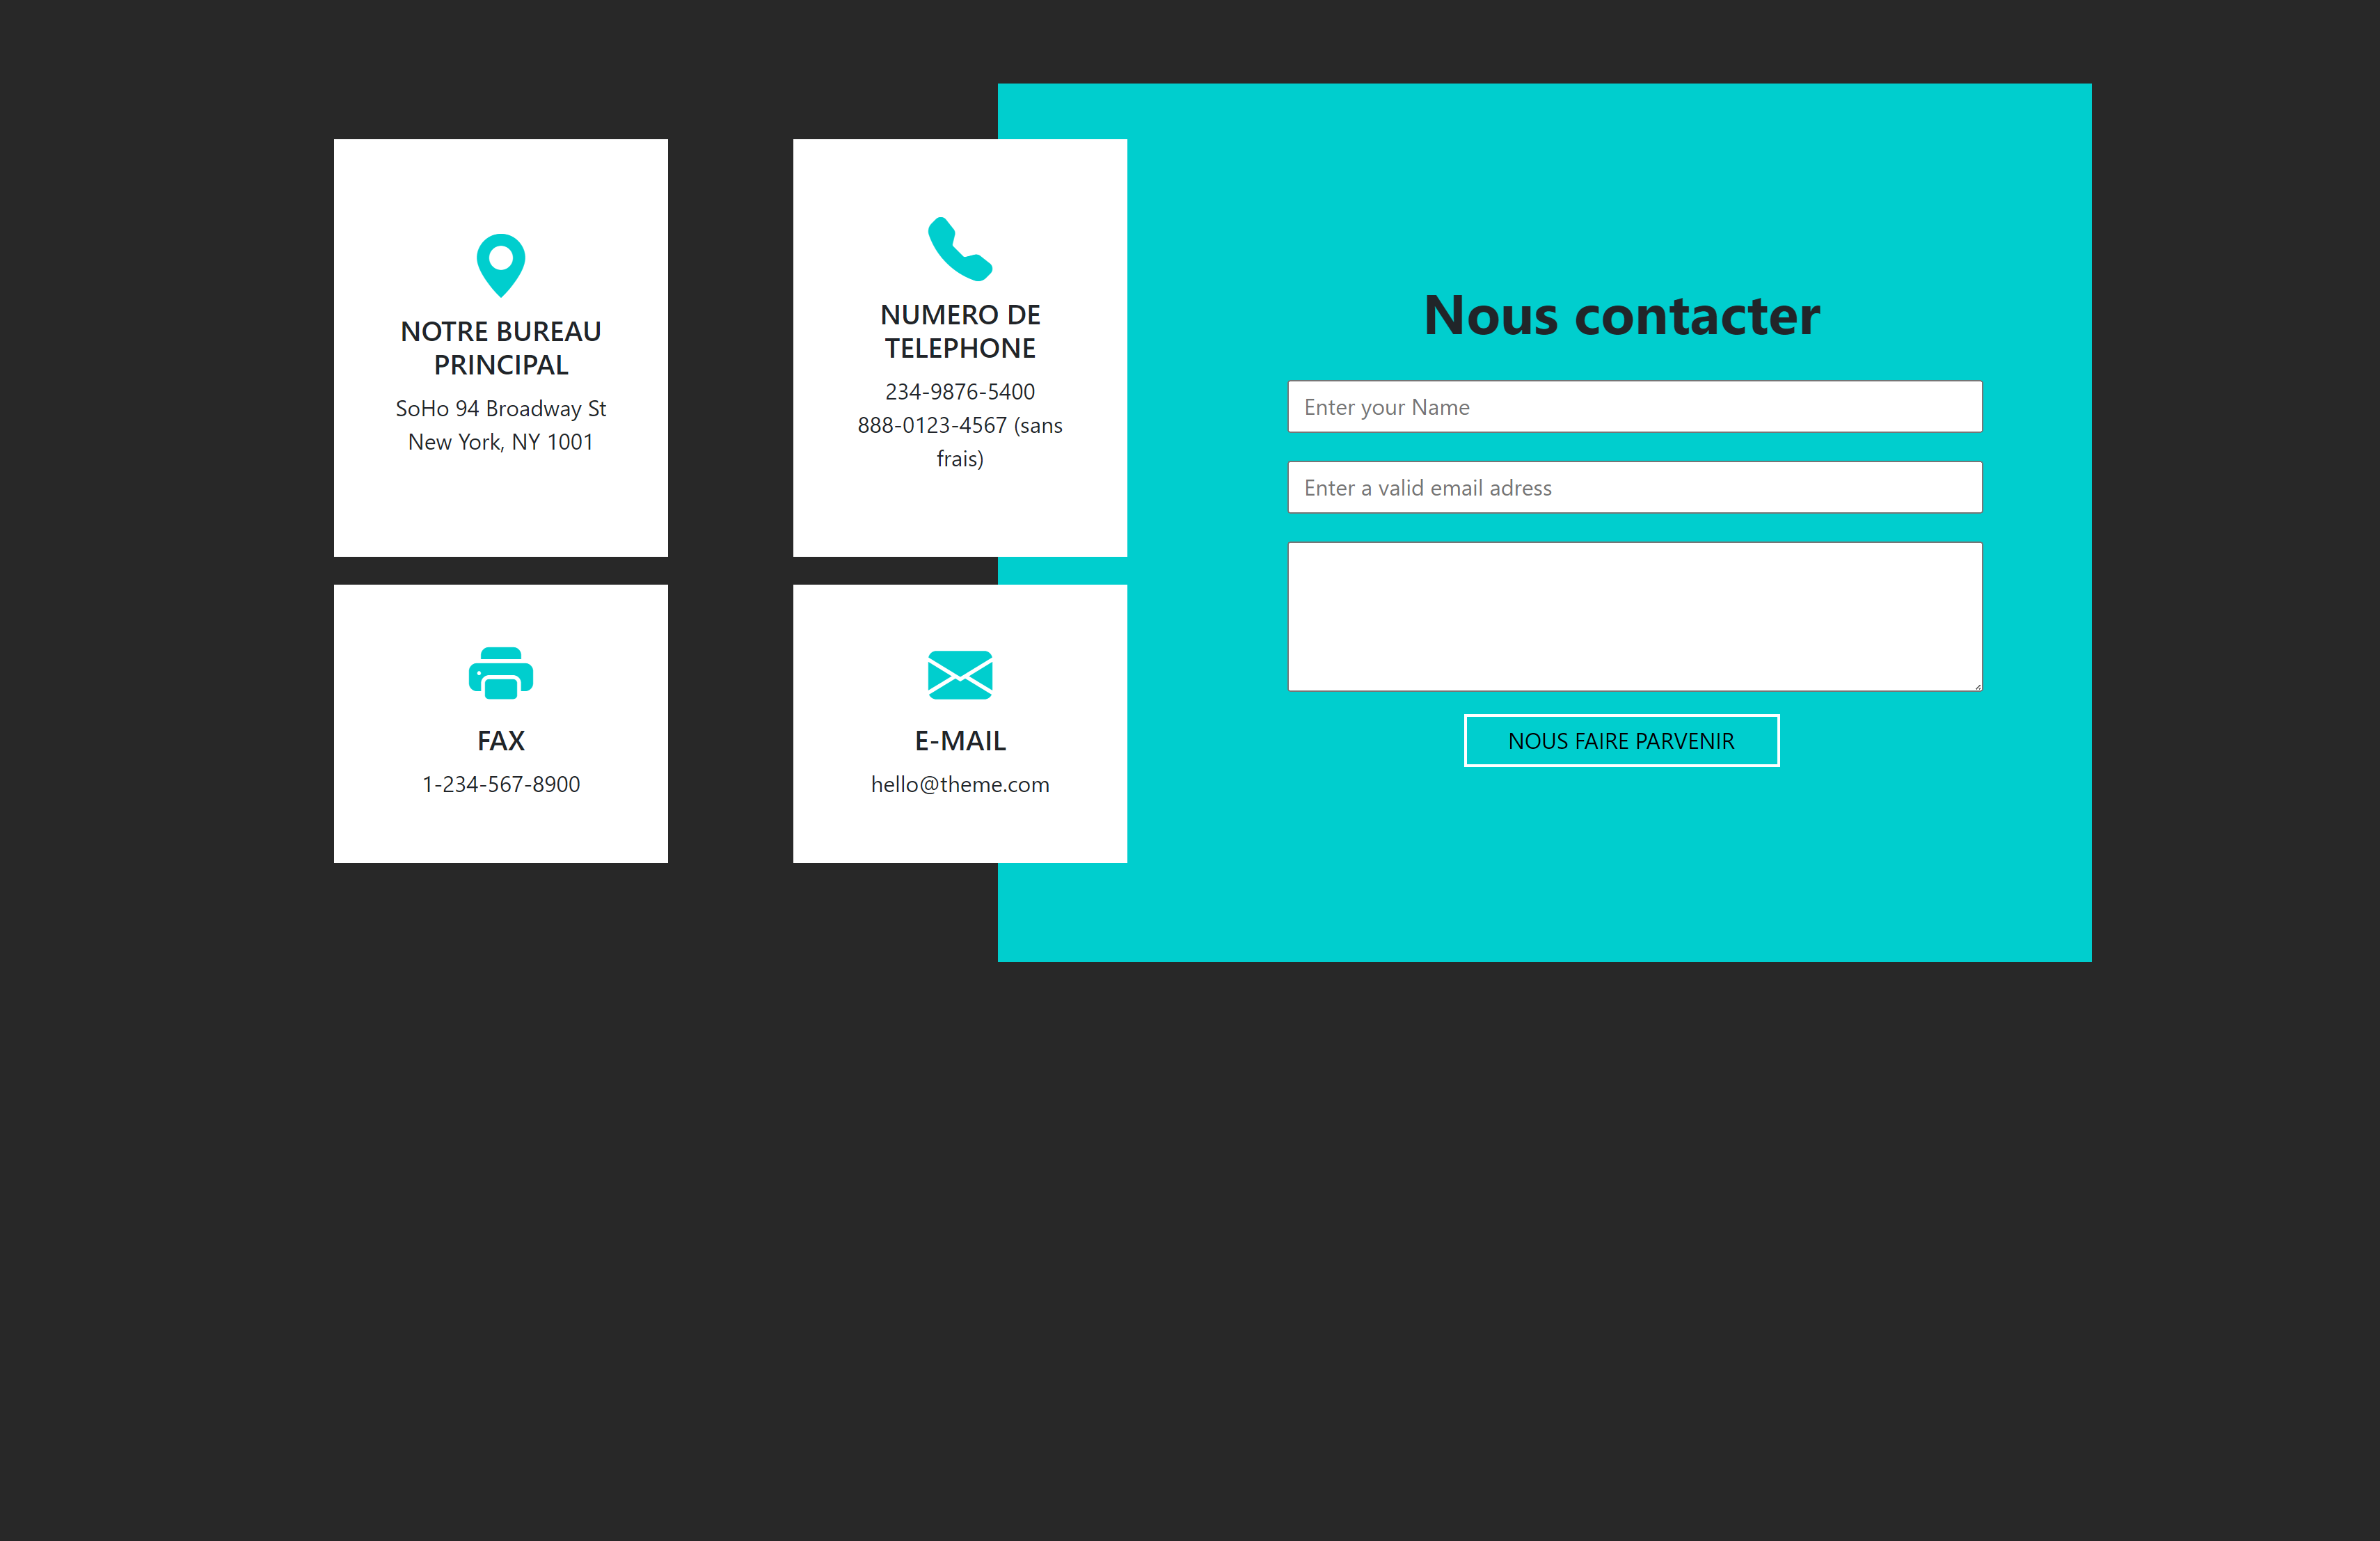 NOTRE BUREAU
PRINCIPAL
SoHo 94 Broadway St
New York, NY 1001
NUMERO DE
TELEPHONE
234-9876-5400
888-0123-4567 (sans
frais)
FAX
1-234-567-8900
E-MAIL
hello@theme.com
Nous contacter
Enter your Name
Enter a valid email adress
NOUS FAIRE PARVENIR